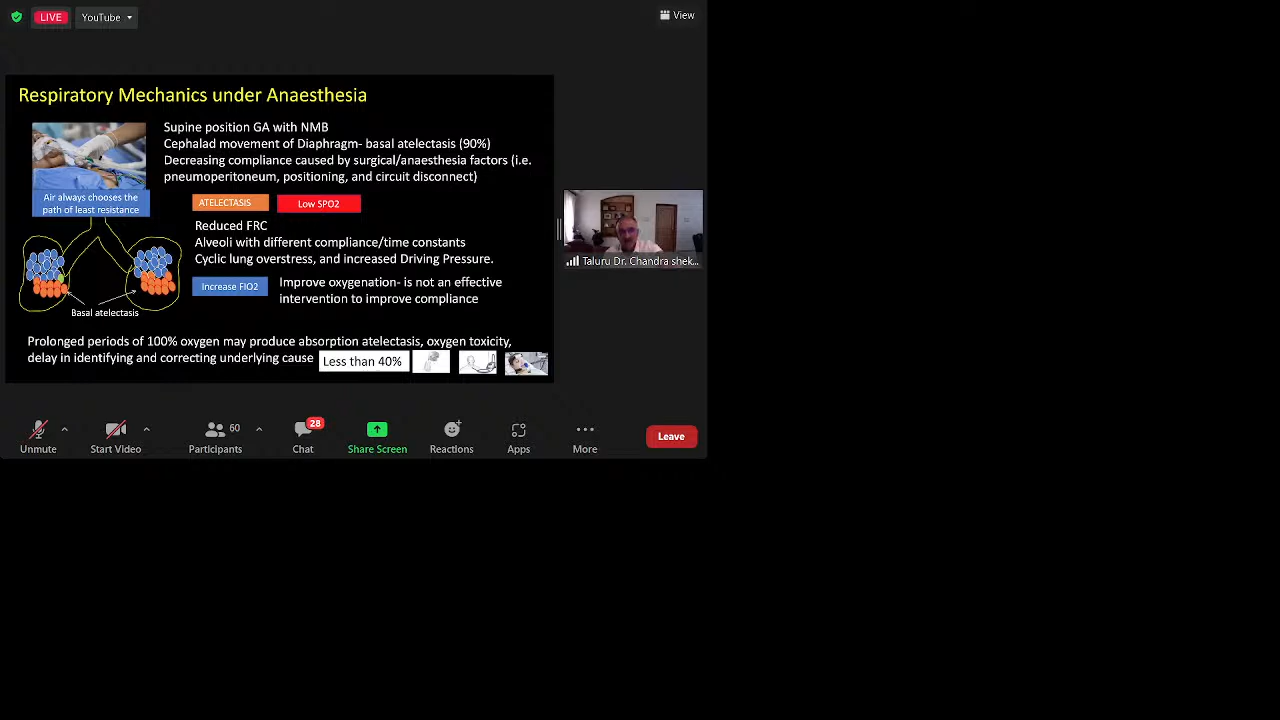 LIVE
YouTube
View
Respiratory Mechanics under Anaesthesia
Supine position GA with NMB
Cephalad movement of Diaphragm- basal atelectasis (90%)
Decreasing compliance caused by surgical/anaesthesia factors (i.e.
pneumoperitoneum, positioning, and circuit disconnect)
Air always chooses the
path of least resistance
ATELECTASIS
Low SPO2
Reduced FRC
Alveoli with different compliance/time constants
Cyclic lung overstress, and increased Driving Pressure.
Increase FIO2
Improve oxygenation- is not an effective
intervention to improve compliance
Basal atelectasis
Prolonged periods of 100% oxygen may produce absorption atelectasis, oxygen toxicity,
delay in identifying and correcting underlying cause
Less than 40%
Taluru Dr. Chandra shek...
Unmute
Start Video
60
Participants
28
Chat
Share Screen
Reactions
Apps
More
Leave